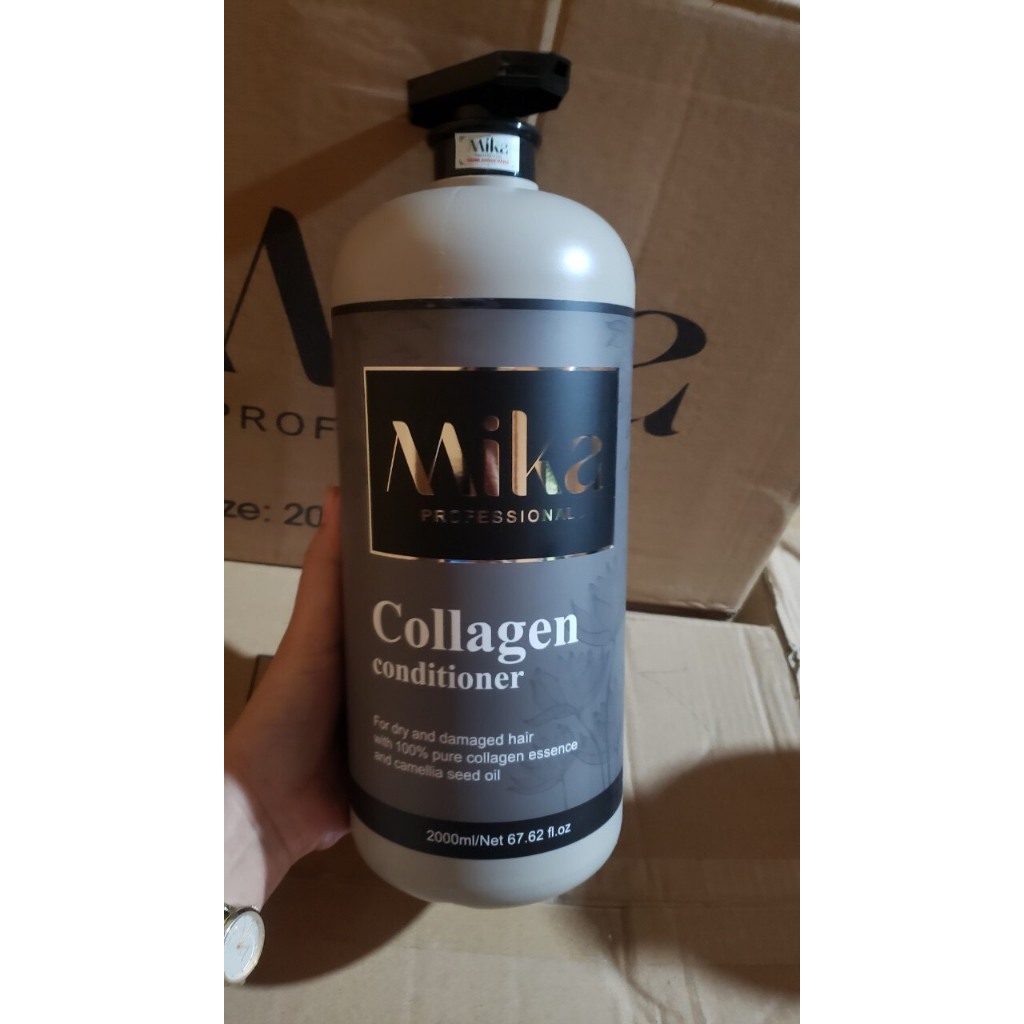 Mika
Mika
PROFESSIONAL
Collagen
conditioner
For dry and damaged hair
with 100% pure collagen essence
and camellia seed oil
2000ml/Net 67.62 fl.oz
PROF
ze: 20